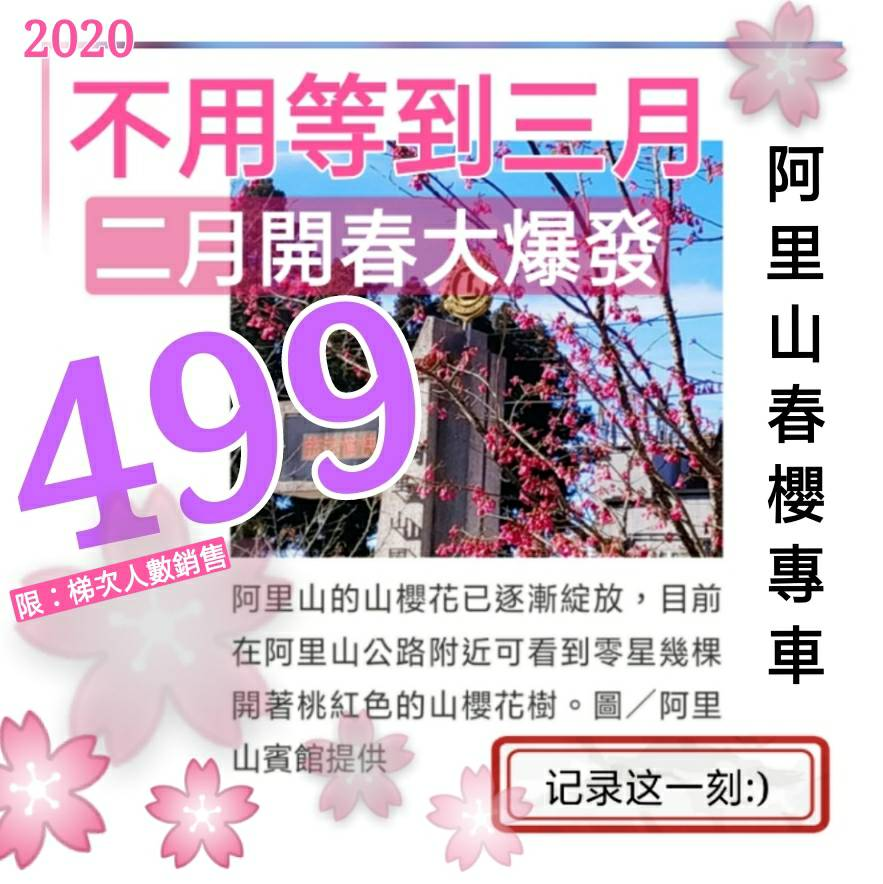 2020
不用等到三月
二月開春大爆發
499
限：梯次人數銷售
阿里山春櫻專車
阿里山的山櫻花已逐漸綻放，目前
在阿里山公路附近可看到零星幾棵
開著桃紅色的山櫻花樹。圖／阿里
山賓館提供
记录这一刻:)